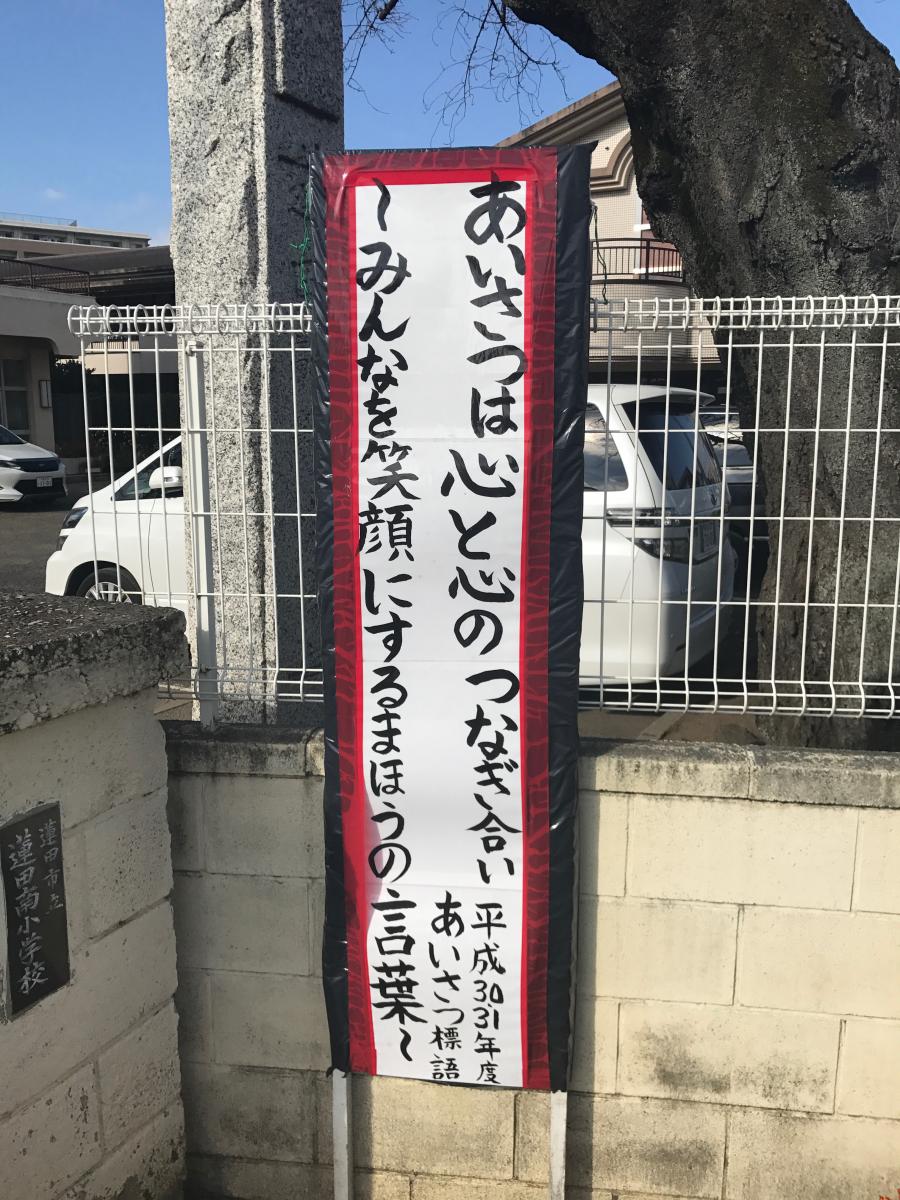 あいさつは心と心のつなぎ合い
〜みんなを笑顔にするまほうの言葉〜
平成30.31年度
あいさつ標語
蓮田市立
蓮田南小学校